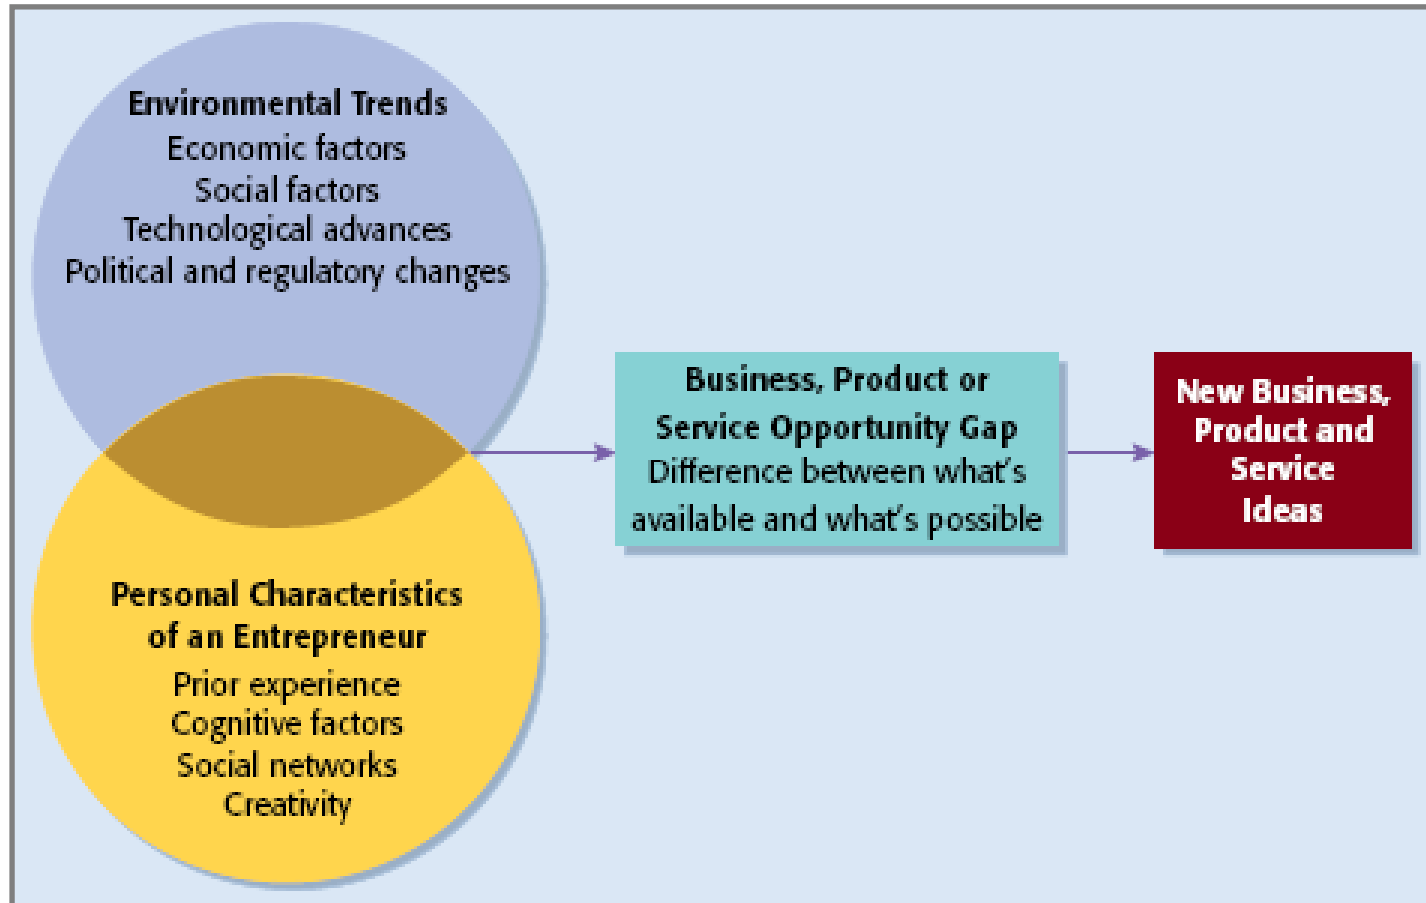 Environmental Trends
Economic factors
Social factors
Technological advances
Political and regulatory changes
Personal Characteristics
of an Entrepreneur
Prior experience
Cognitive factors
Social networks
Creativity
Business, Product or
Service Opportunity Gap
Difference between what's
available and what's possible
New Business,
Product and
Service
Ideas